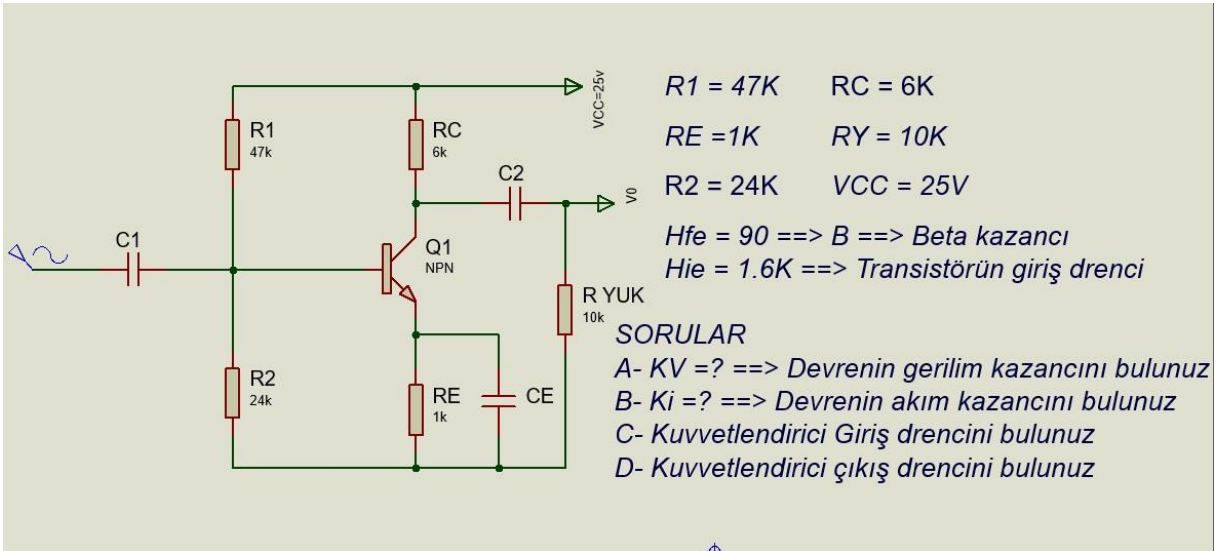 R1
47k
RC
6k
VCC=25v
C2
V0
C1
Q1
NPN
R YUK
10k
R2
24k
RE
1k
CE
R1 = 47K RC = 6K
RE =1K RY = 10K
R2 = 24K VCC = 25V
Hfe = 90 ==> B ==> Beta kazancı
Hie = 1.6K ==> Transistörün giriş drenci
SORULAR
A- KV =? ==> Devrenin gerilim kazancını bulunuz
B- Ki =? ==> Devrenin akım kazancını bulunuz
C- Kuvvetlendirici Giriş drencini bulunuz
D- Kuvvetlendirici çıkış drencini bulunuz